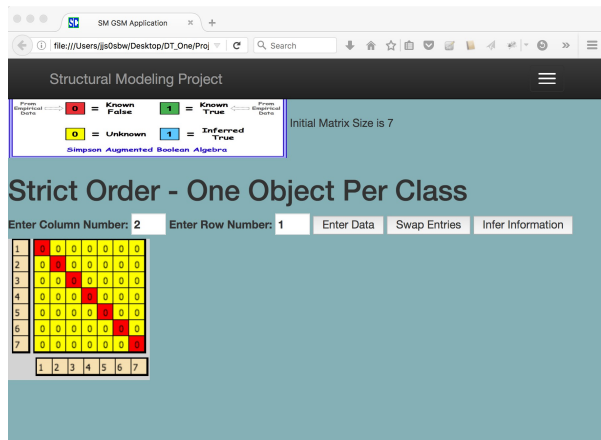 SM GSM Application
file:///Users/jjs0sbw/Desktop/DT_One/Proj
Search
Structural Modeling Project
From Empirical Data
0 = Known False
1 = Known True
From Empirical Data
0 = Unknown
1 = Inferred True
Simpson Augmented Boolean Algebra
Initial Matrix Size is 7
Strict Order - One Object Per Class
Enter Column Number: 2 Enter Row Number: 1 Enter Data Swap Entries Infer Information
1 0 0 0 0 0 0 0
2 0 0 0 0 0 0 0
3 0 0 0 0 0 0 0
4 0 0 0 0 0 0 0
5 0 0 0 0 0 0 0
6 0 0 0 0 0 0 0
7 0 0 0 0 0 0 0
1 2 3 4 5 6 7